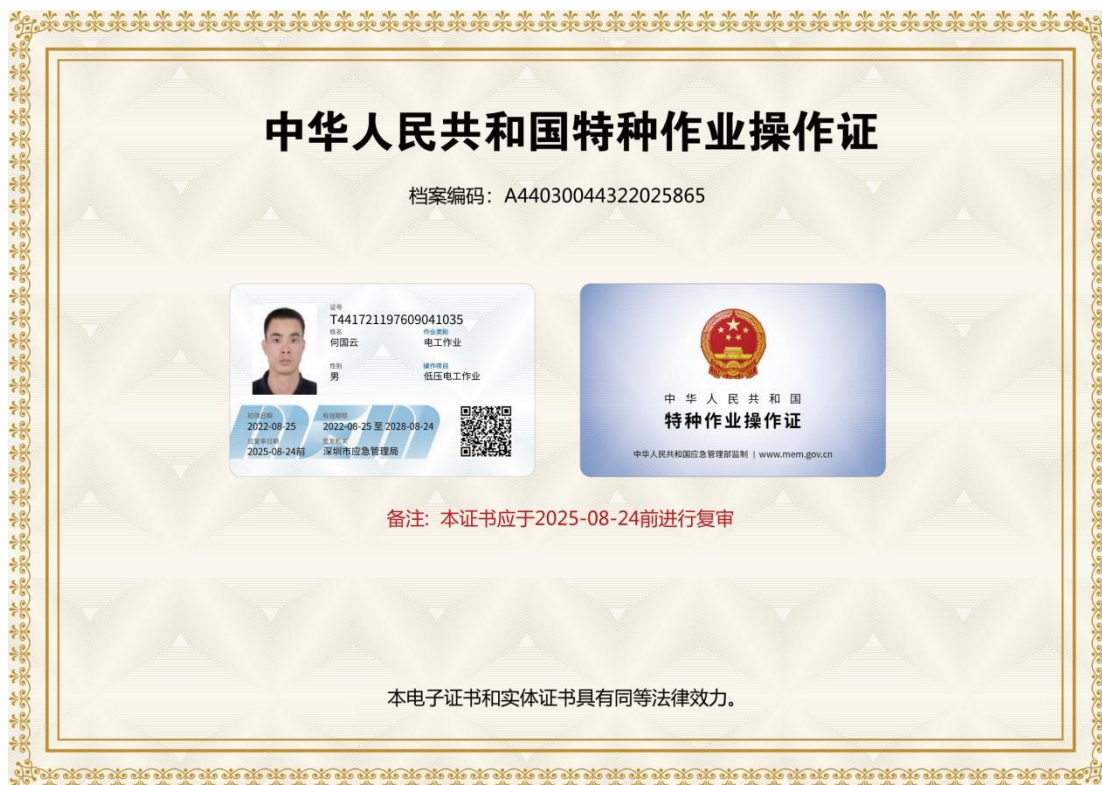 中华人民共和国特种作业操作证
档案编码：A44030044322025865
证号
T441721197609041035
姓名 作业类别
何国云 电工作业
性别 操作项目
男 低压电工作业
初领日期 有效期限
2022-08-25 2022-08-25 至 2028-08-24
应复审日期 签发机关
2025-08-24前 深圳市应急管理局
中华人民共和国
特种作业操作证
中华人民共和国应急管理部监制 | www.mem.gov.cn
备注: 本证书应于2025-08-24前进行复审
本电子证书和实体证书具有同等法律效力。